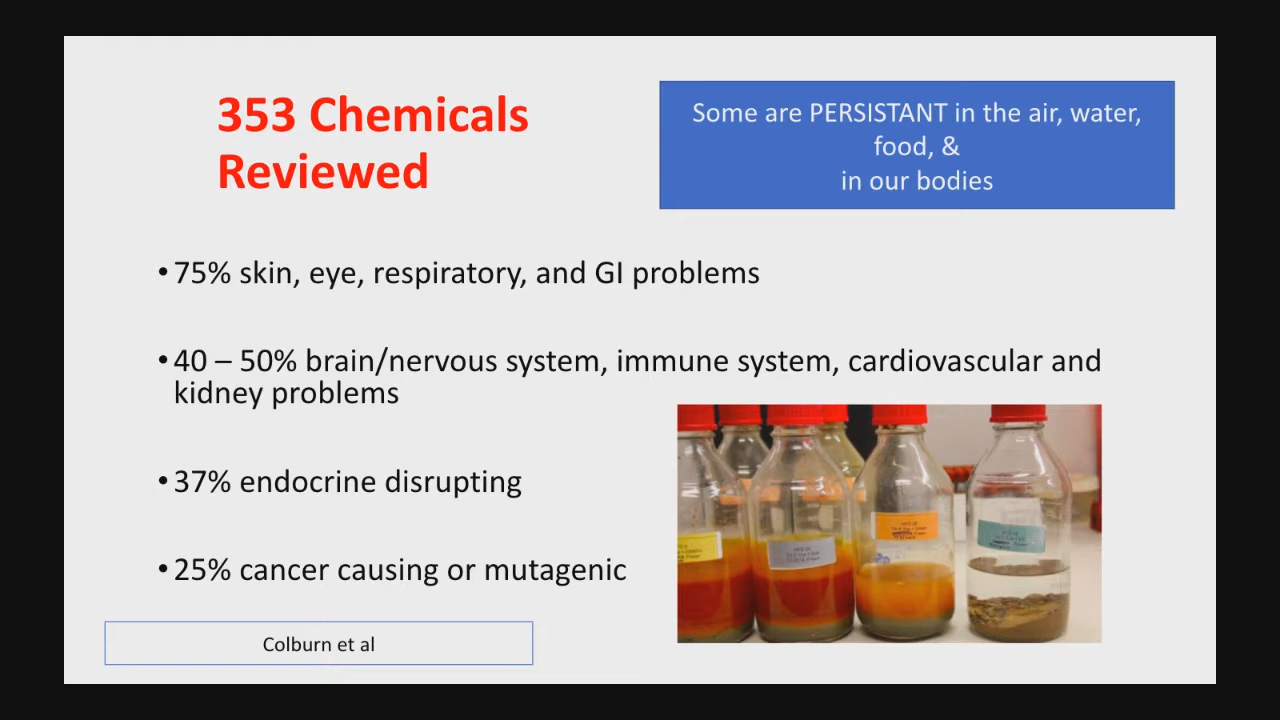 353 Chemicals
Reviewed
Some are PERSISTANT in the air, water,
food, &
in our bodies
•75% skin, eye, respiratory, and GI problems
•40 – 50% brain/nervous system, immune system, cardiovascular and
kidney problems
•37% endocrine disrupting
•25% cancer causing or mutagenic
Colburn et al